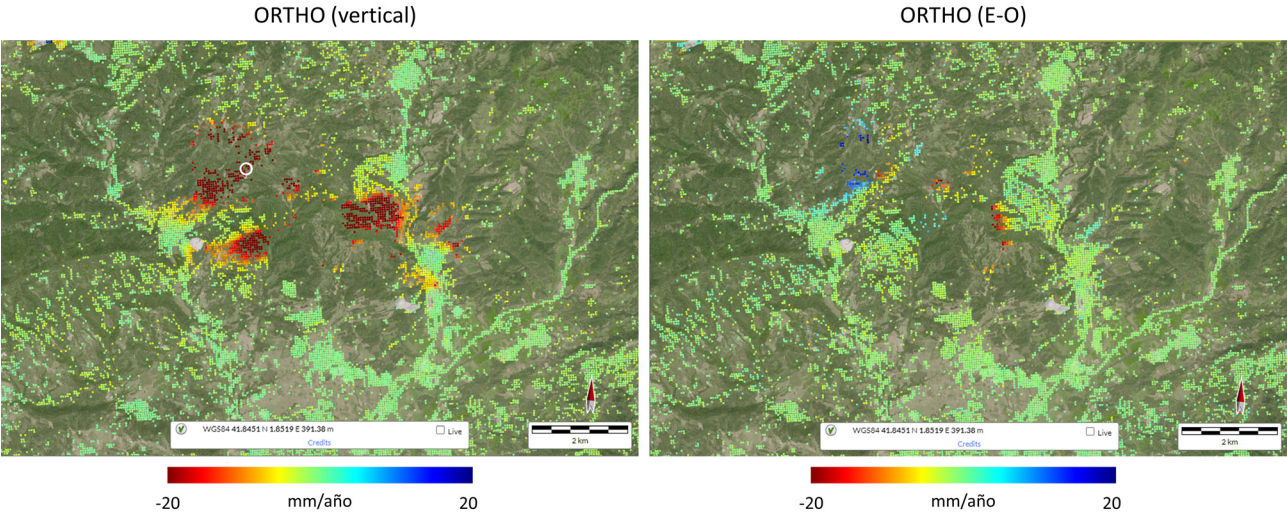 ORTHO (vertical)
ORTHO (E-O)
WGS84 41.8451 N 1.8519 E 391.38 m
Live
Credits
2 km
WGS84 41.8451 N 1.8519 E 391.38 m
Live
Credits
2 km
-20
mm/año
20
-20
mm/año
20